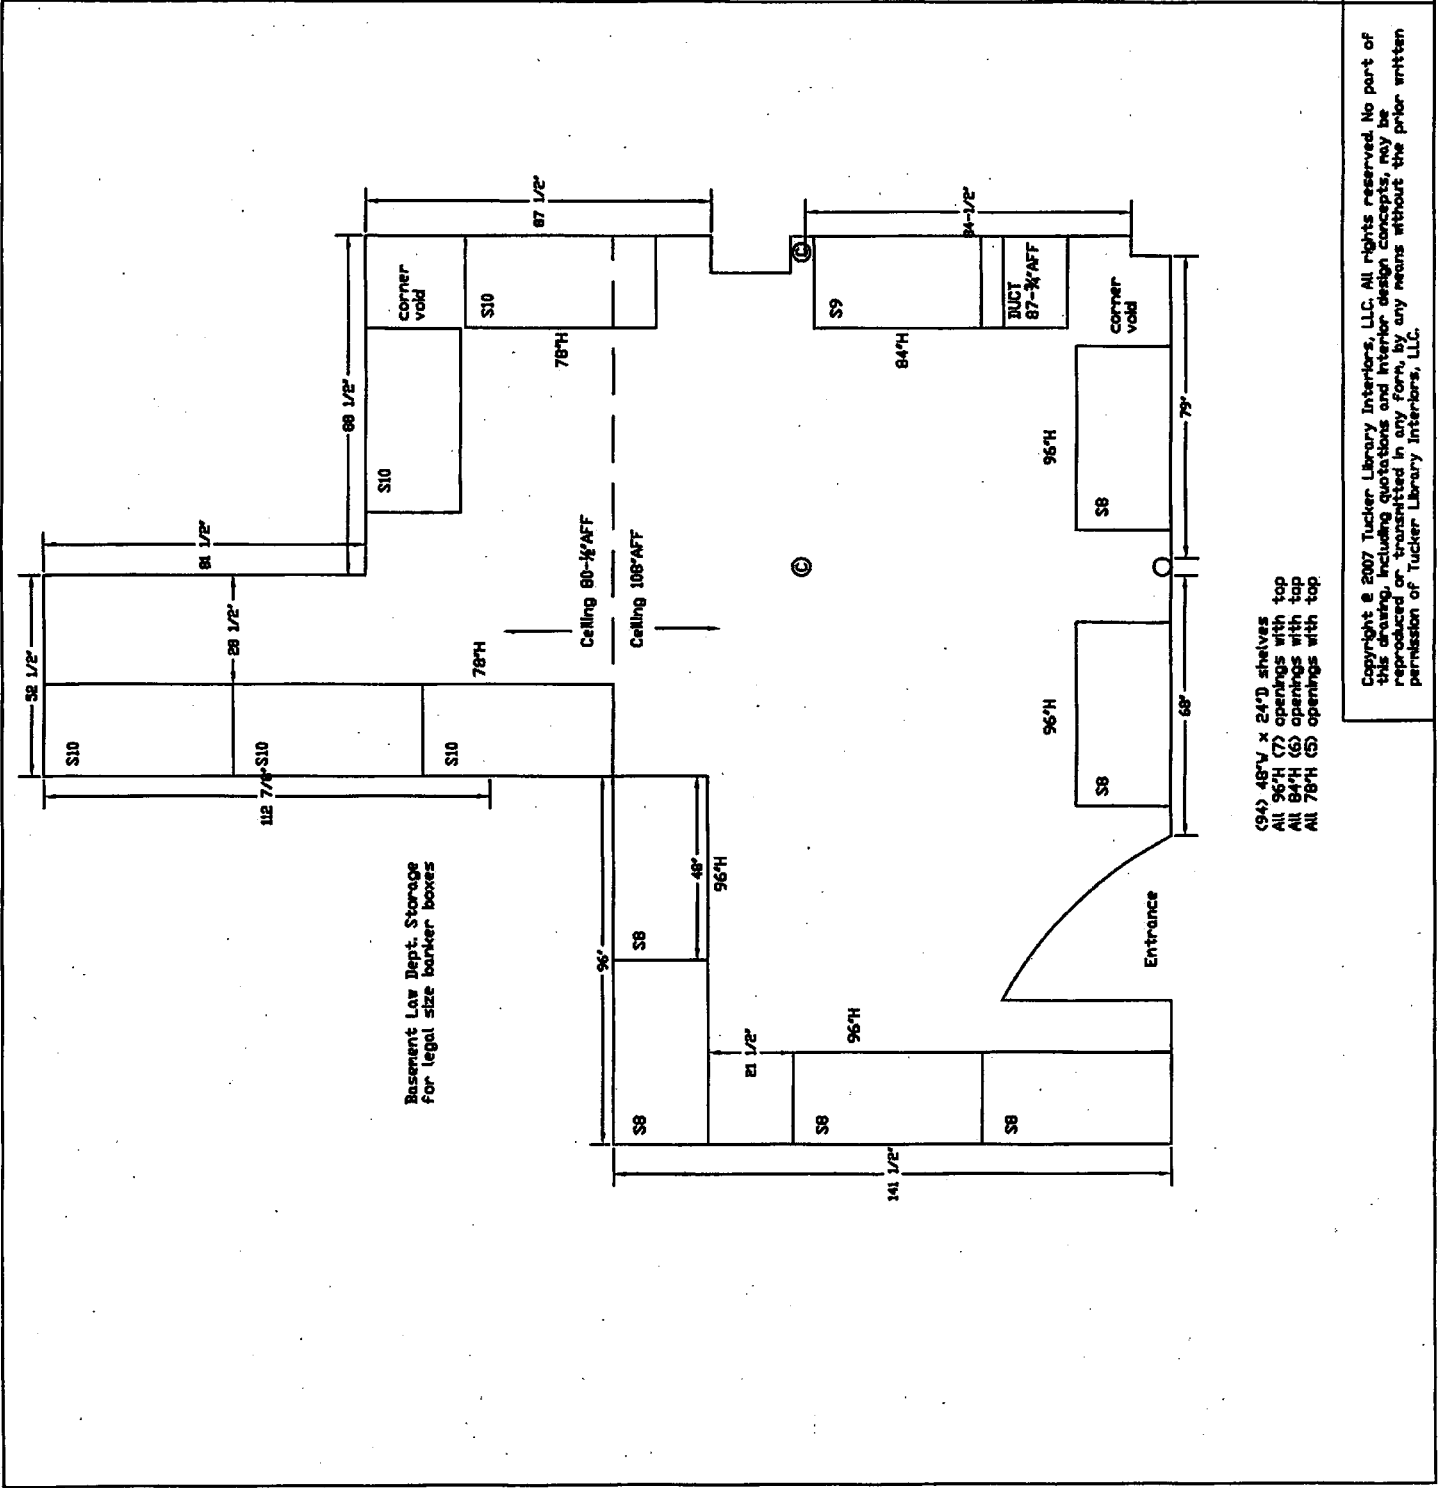 52 1/2"
81 1/2"
28 1/2"
88 1/2"
87 1/2"
S10
S10
S10
112 7/8"
78"H
S10
corner
void
S10
78"H
Ceiling 80-½"AFF
Ceiling 108"AFF
Basement Law Dept. Storage
for legal size banker boxes
96"
48"
S8
S8
96"H
21 1/2"
96"H
S8
S8
141 1/2"
©
©
S9
84"H
84-1/2"
DUCT
87-¾"AFF
corner
void
96"H
S8
96"H
S8
79"
68"
Entrance
(94) 48"W x 24"D shelves
All 96"H (7) openings with top
All 84"H (6) openings with top
All 78"H (5) openings with top
Copyright © 2007 Tucker Library Interiors, LLC. All rights reserved. No part of
this drawing, including quotations and interior design concepts, may be
reproduced or transmitted in any form, by any means without the prior written
permission of Tucker Library Interiors, LLC.